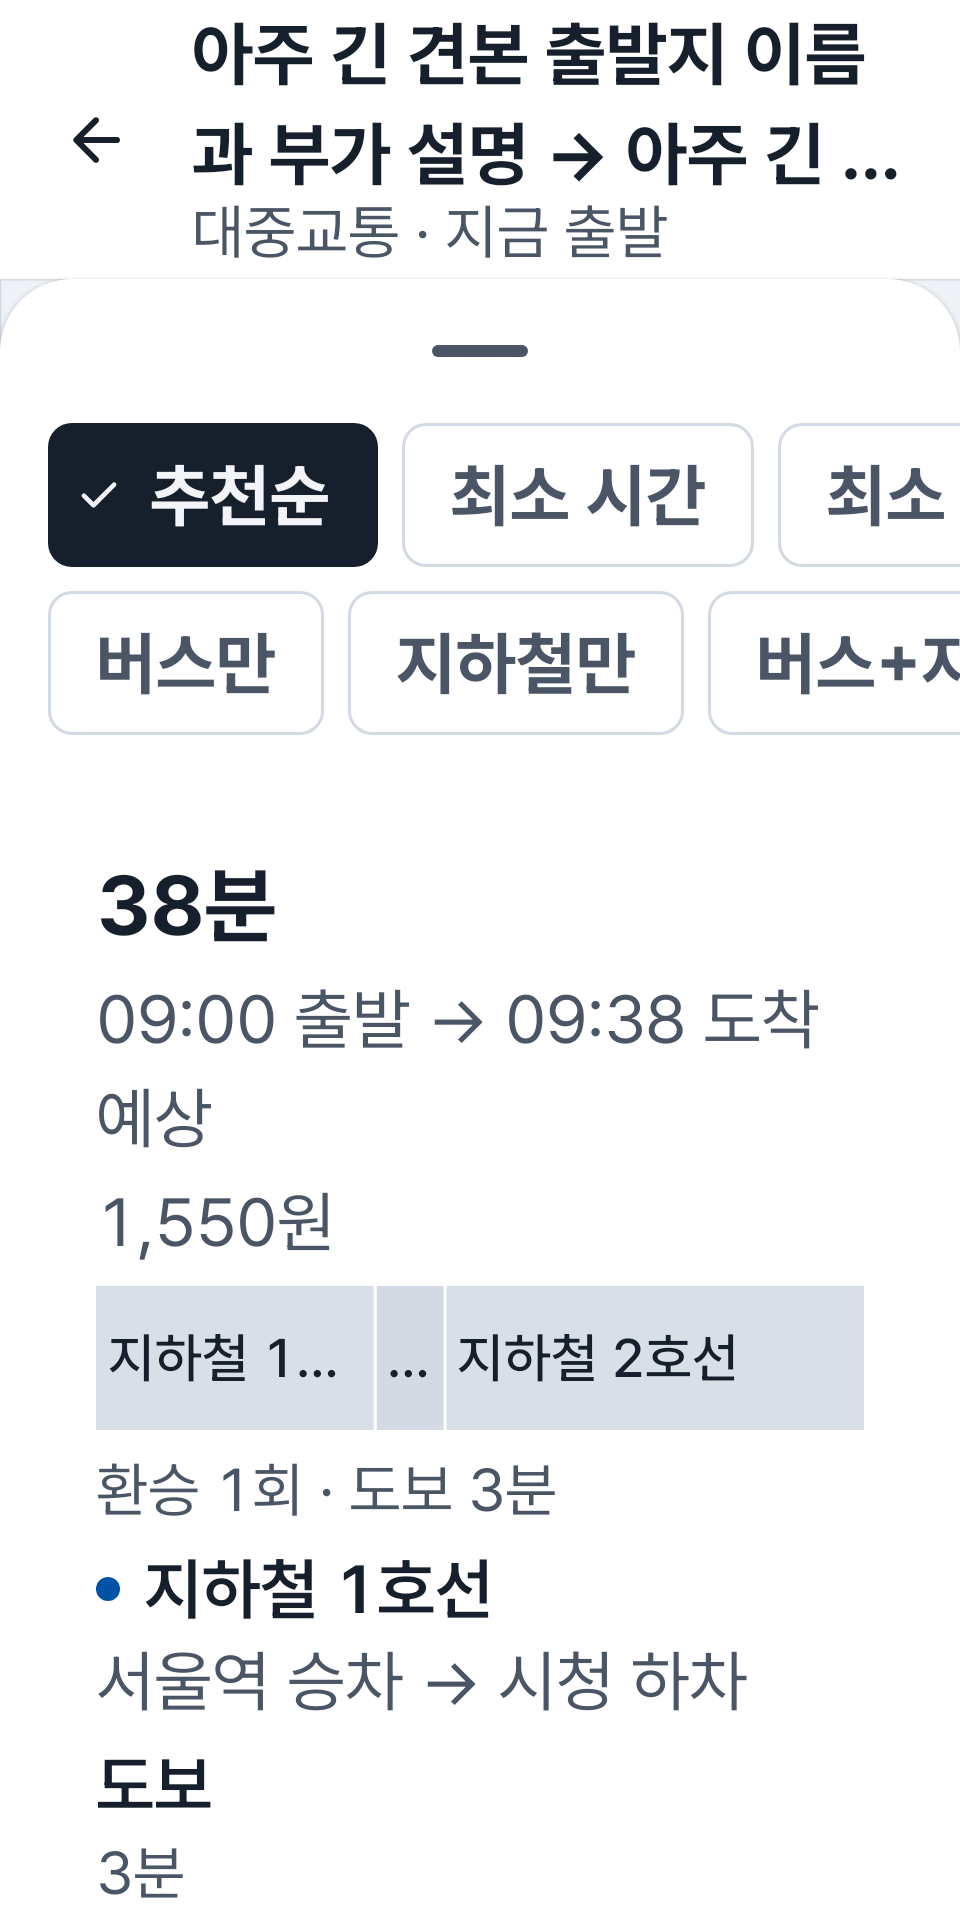 아주 긴 견본 출발지 이름
과 부가 설명 → 아주 긴 ...
대중교통 · 지금 출발
추천순 최소 시간 최소
버스만 지하철만 버스+지
38분
09:00 출발 → 09:38 도착
예상
1,550원
지하철 1... ... 지하철 2호선
환승 1회 · 도보 3분
지하철 1호선
서울역 승차 → 시청 하차
도보
3분